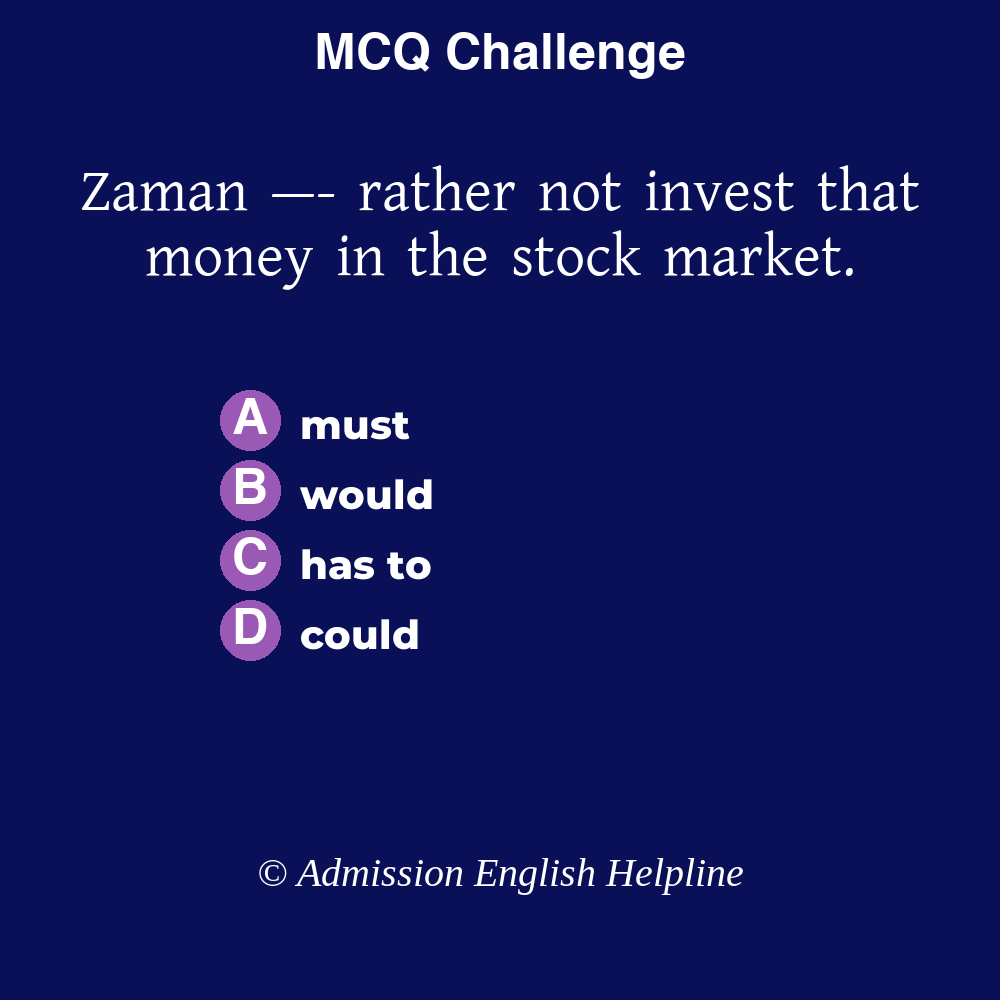 MCQ Challenge
Zaman —- rather not invest that
money in the stock market.
A must
B would
C has to
D could
© Admission English Helpline